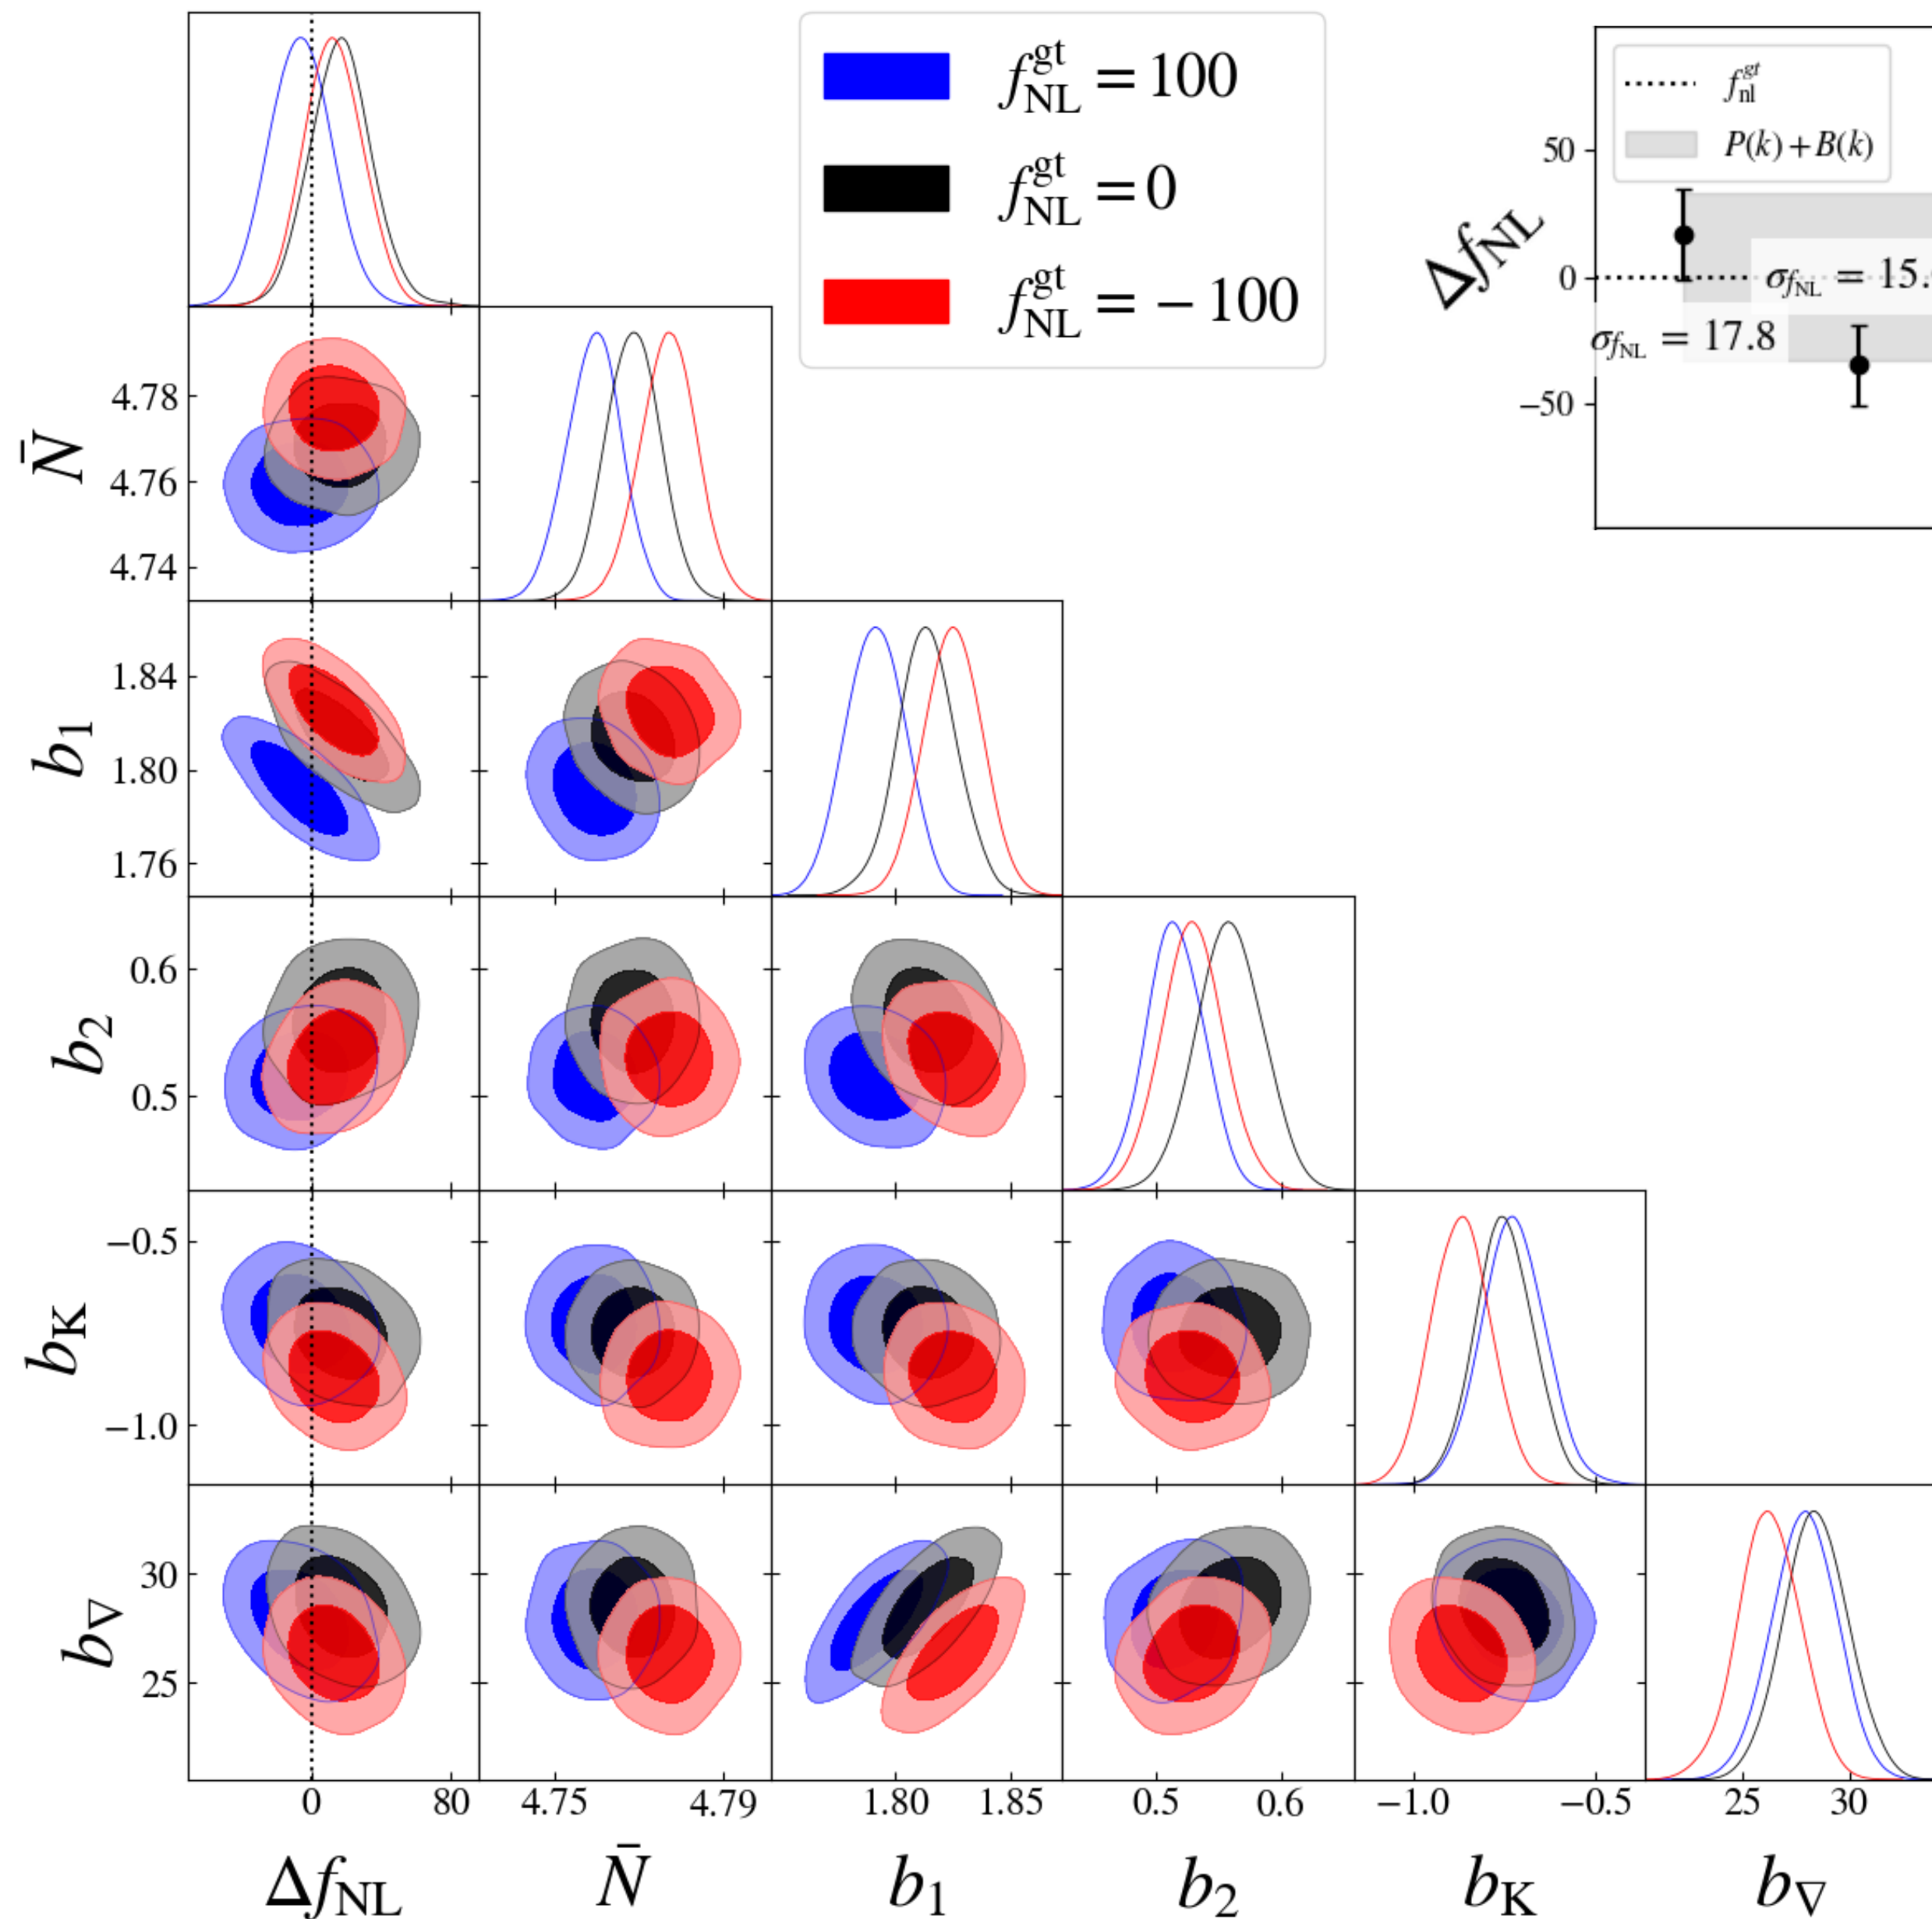 f_NL^gt = 100
f_NL^gt = 0
f_NL^gt = −100
f_nl^gt
P(k)+B(k)
50
0
−50
Δf_NL
σ_f_NL = 15.
σ_f_NL = 17.8
N̄
4.78
4.76
4.74
b_1
1.84
1.80
1.76
b_2
0.6
0.5
b_K
−0.5
−1.0
b_∇
30
25
0 80 4.75 4.79 1.80 1.85 0.5 0.6 −1.0 −0.5 25 30
Δf_NL N̄ b_1 b_2 b_K b_∇